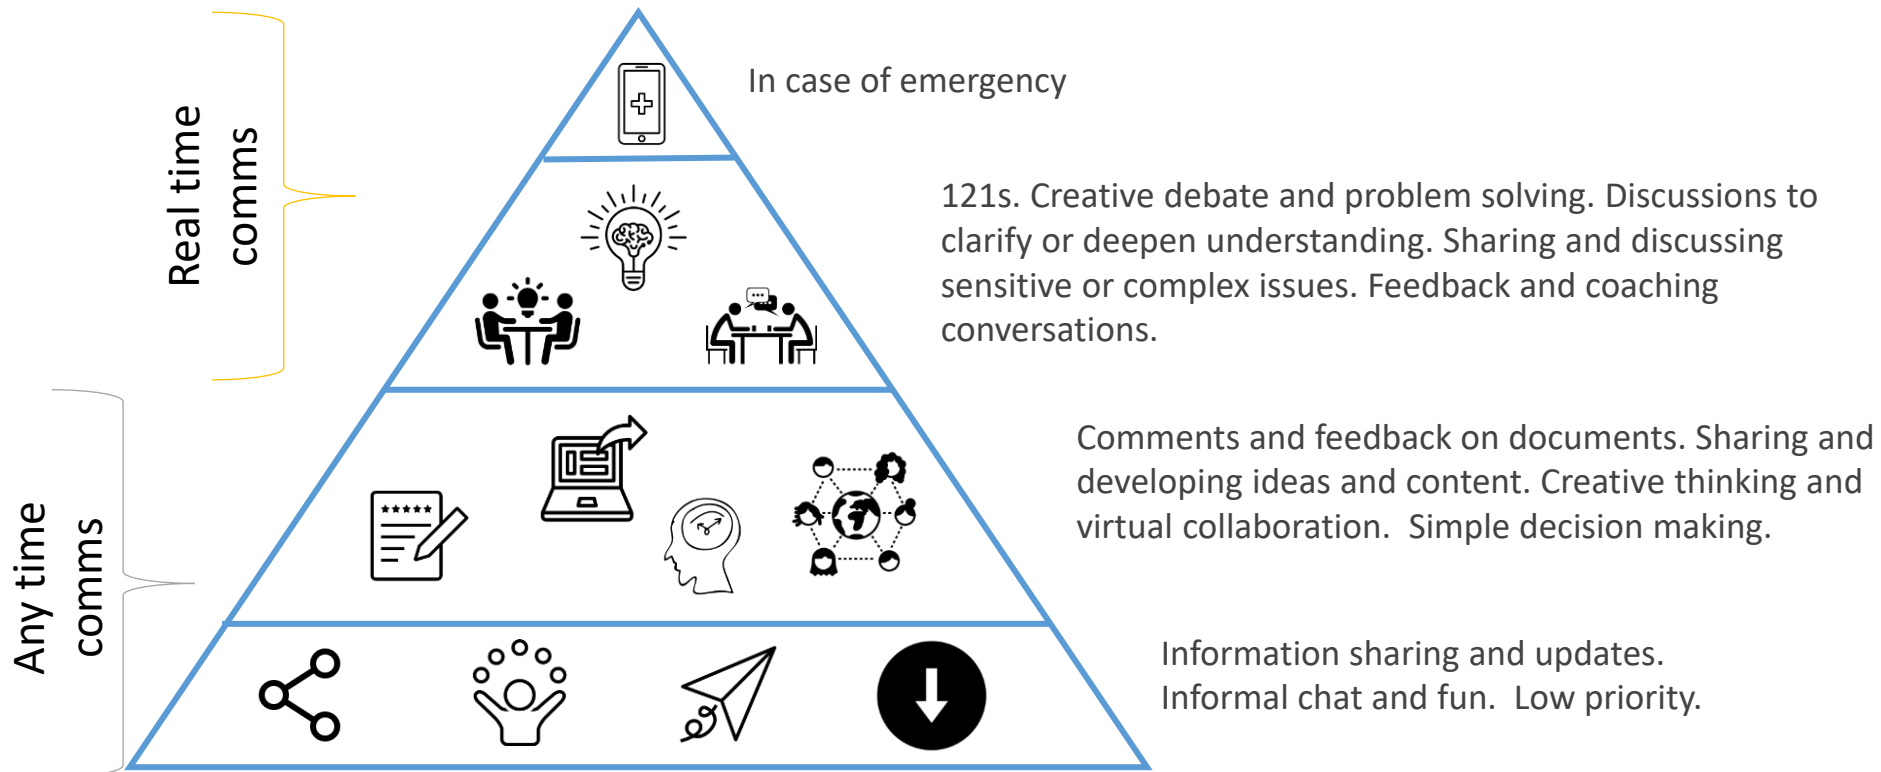 Real time
comms
In case of emergency
121s. Creative debate and problem solving. Discussions to
clarify or deepen understanding. Sharing and discussing
sensitive or complex issues. Feedback and coaching
conversations.
Any time
comms
Comments and feedback on documents. Sharing and
developing ideas and content. Creative thinking and
virtual collaboration.  Simple decision making.
Information sharing and updates.
Informal chat and fun.  Low priority.